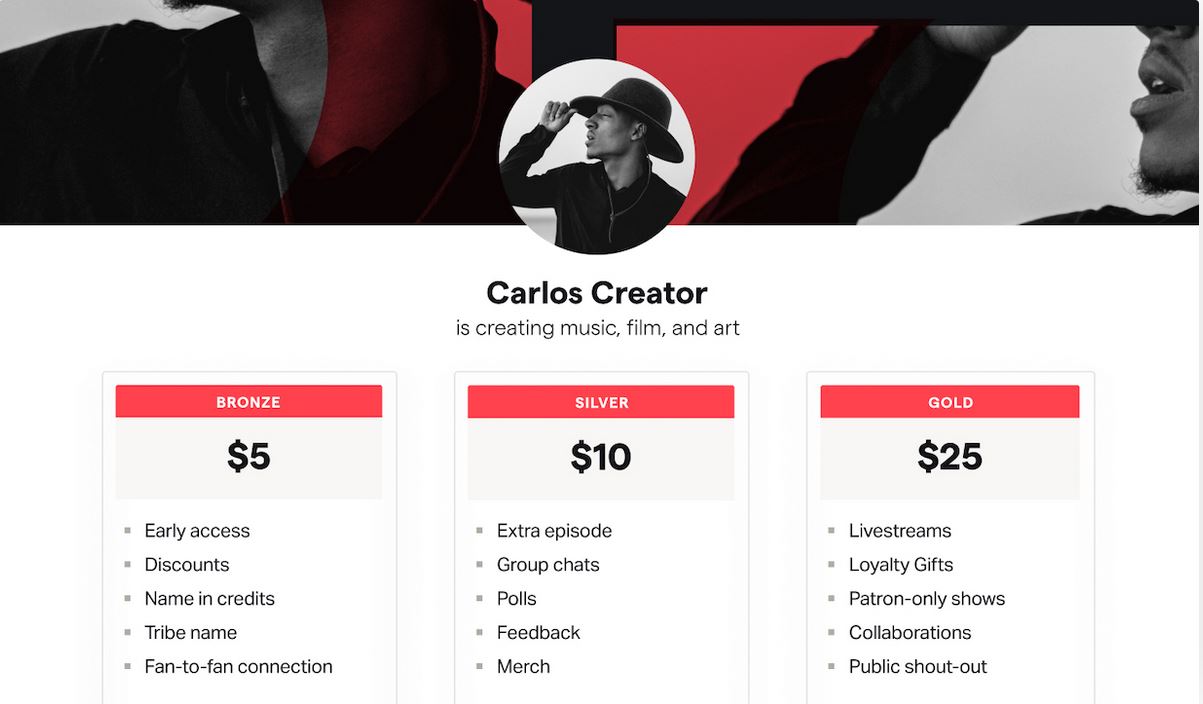 Carlos Creator
is creating music, film, and art
BRONZE
$5
Early access
Discounts
Name in credits
Tribe name
Fan-to-fan connection
SILVER
$10
Extra episode
Group chats
Polls
Feedback
Merch
GOLD
$25
Livestreams
Loyalty Gifts
Patron-only shows
Collaborations
Public shout-out